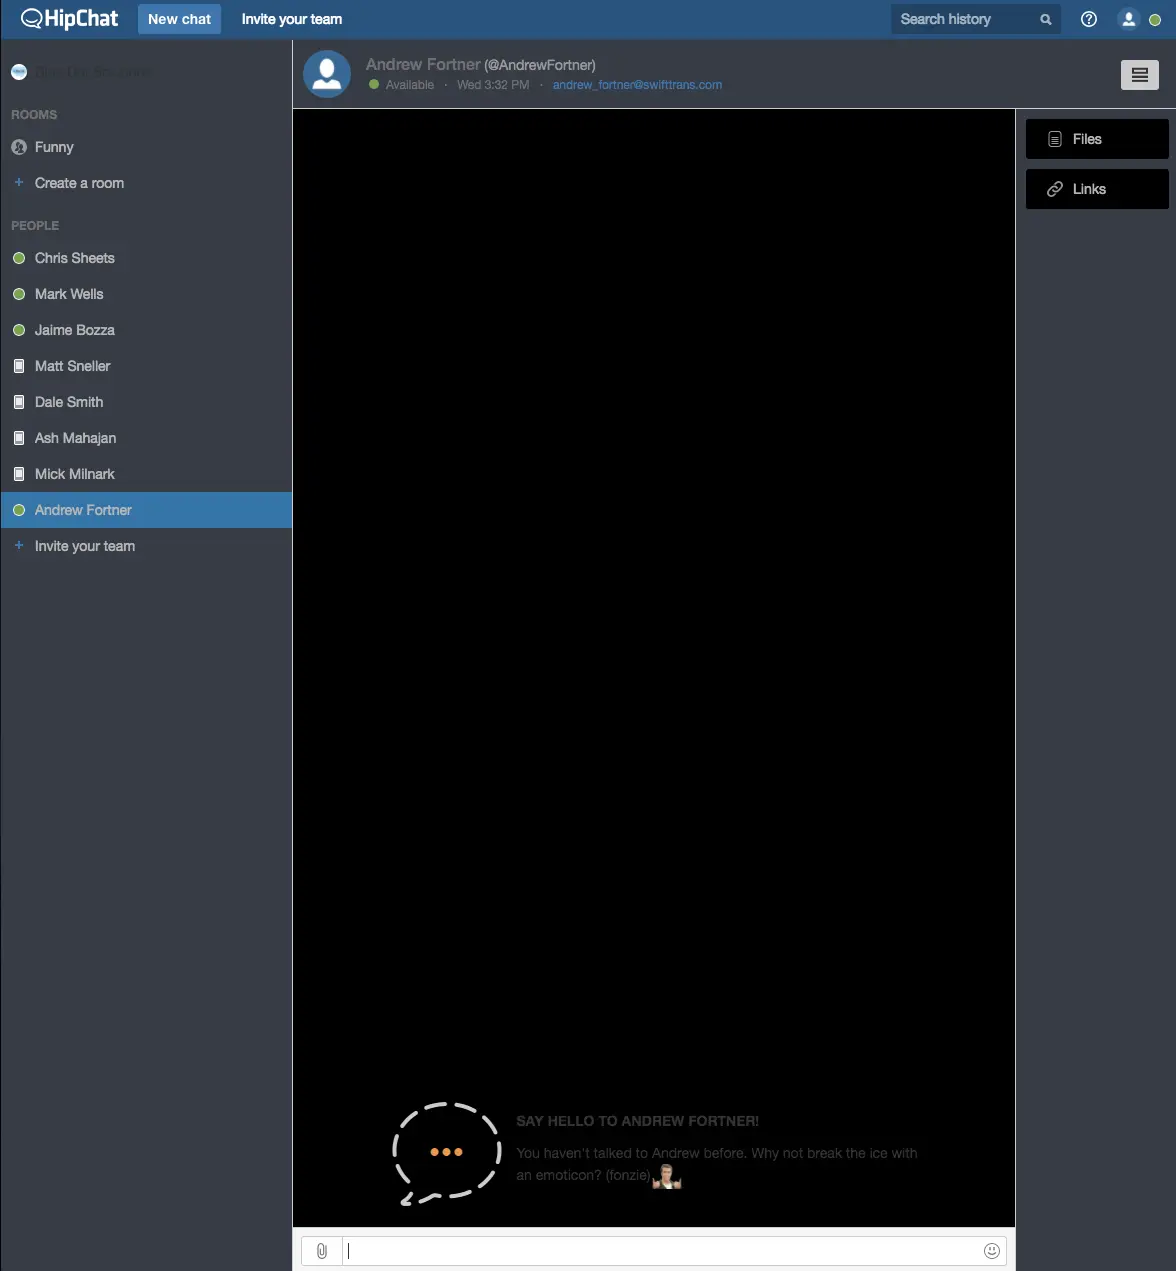 HipChat
New chat
Invite your team
Search history
Andrew Fortner (@AndrewFortner)
Available · Wed 3:32 PM · andrew_fortner@swifttrans.com
ROOMS
Funny
+ Create a room
PEOPLE
Chris Sheets
Mark Wells
Jaime Bozza
Matt Sneller
Dale Smith
Ash Mahajan
Mick Milnark
Andrew Fortner
+ Invite your team
Files
Links
SAY HELLO TO ANDREW FORTNER!
You haven't talked to Andrew before. Why not break the ice with
an emoticon? (fonzie)